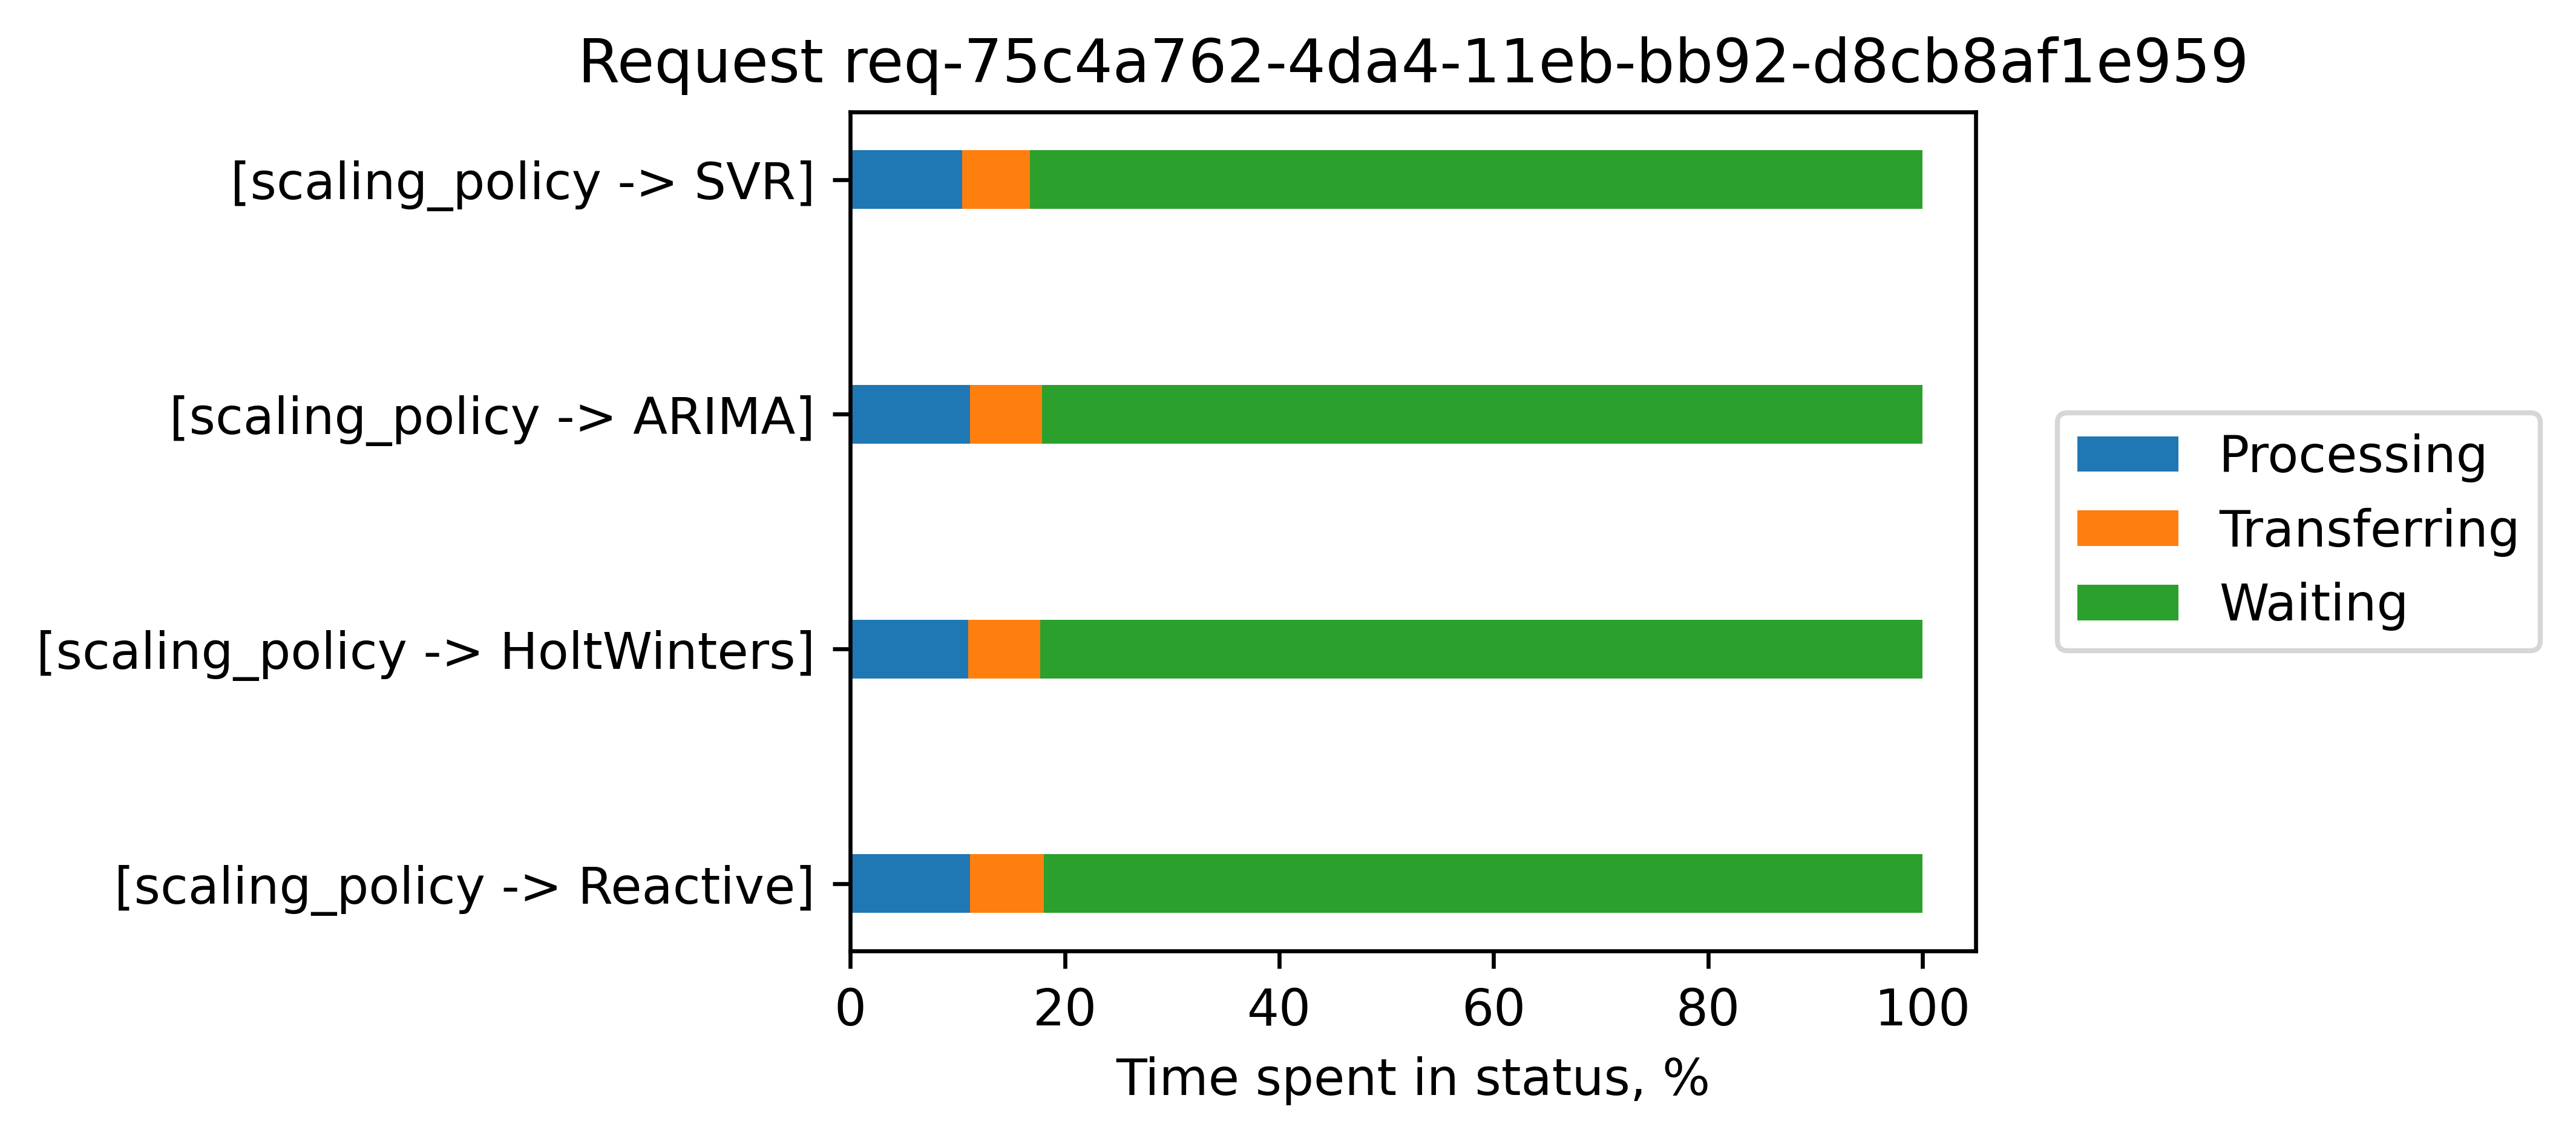 Request req-75c4a762-4da4-11eb-bb92-d8cb8af1e959
[scaling_policy -> SVR]
[scaling_policy -> ARIMA]
[scaling_policy -> HoltWinters]
[scaling_policy -> Reactive]
0 20 40 60 80 100
Time spent in status, %
Processing
Transferring
Waiting